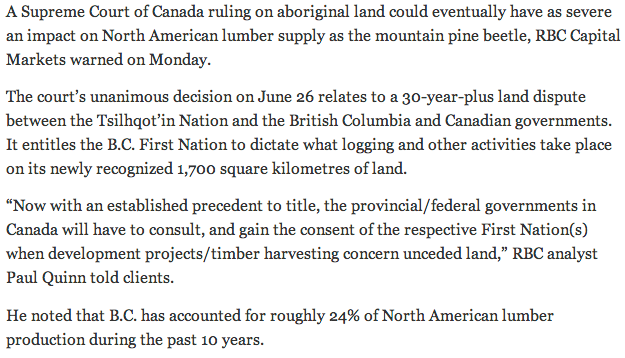 A Supreme Court of Canada ruling on aboriginal land could eventually have as severe
an impact on North American lumber supply as the mountain pine beetle, RBC Capital
Markets warned on Monday.
The court’s unanimous decision on June 26 relates to a 30-year-plus land dispute
between the Tsilhqot’in Nation and the British Columbia and Canadian governments.
It entitles the B.C. First Nation to dictate what logging and other activities take place
on its newly recognized 1,700 square kilometres of land.
“Now with an established precedent to title, the provincial/federal governments in
Canada will have to consult, and gain the consent of the respective First Nation(s)
when development projects/timber harvesting concern unceded land,” RBC analyst
Paul Quinn told clients.
He noted that B.C. has accounted for roughly 24% of North American lumber
production during the past 10 years.